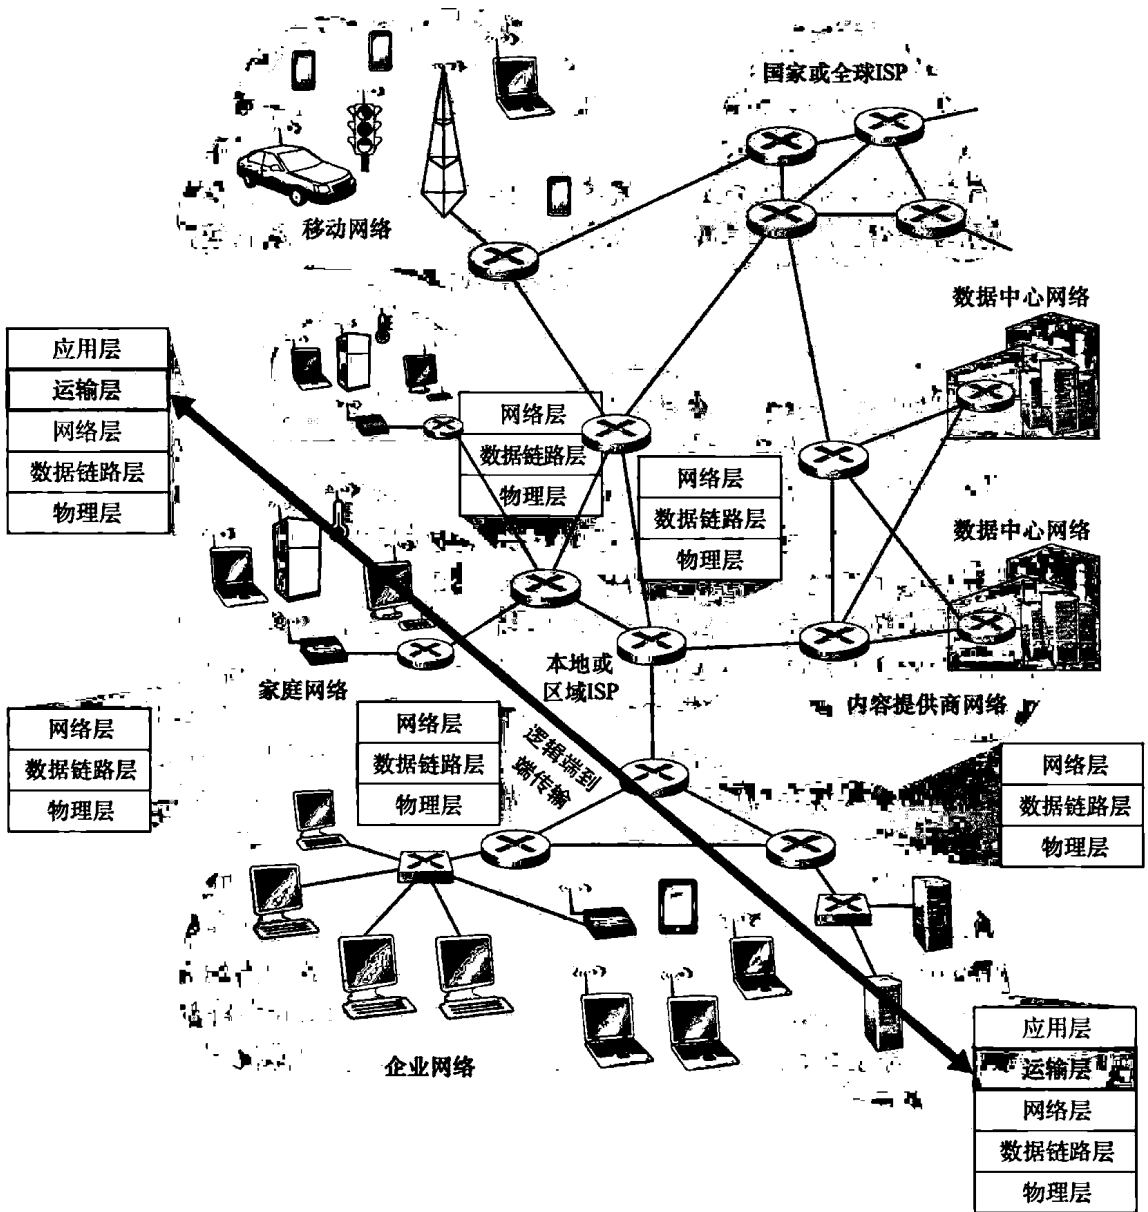 国家或全球ISP
移动网络
数据中心网络
应用层
运输层
网络层
数据链路层
物理层
网络层
数据链路层
物理层
网络层
数据链路层
物理层
数据中心网络
本地或
区域ISP
家庭网络
内容提供商网络
网络层
数据链路层
物理层
网络层
数据链路层
物理层
逻辑端到
端传输
网络层
数据链路层
物理层
企业网络
应用层
运输层
网络层
数据链路层
物理层